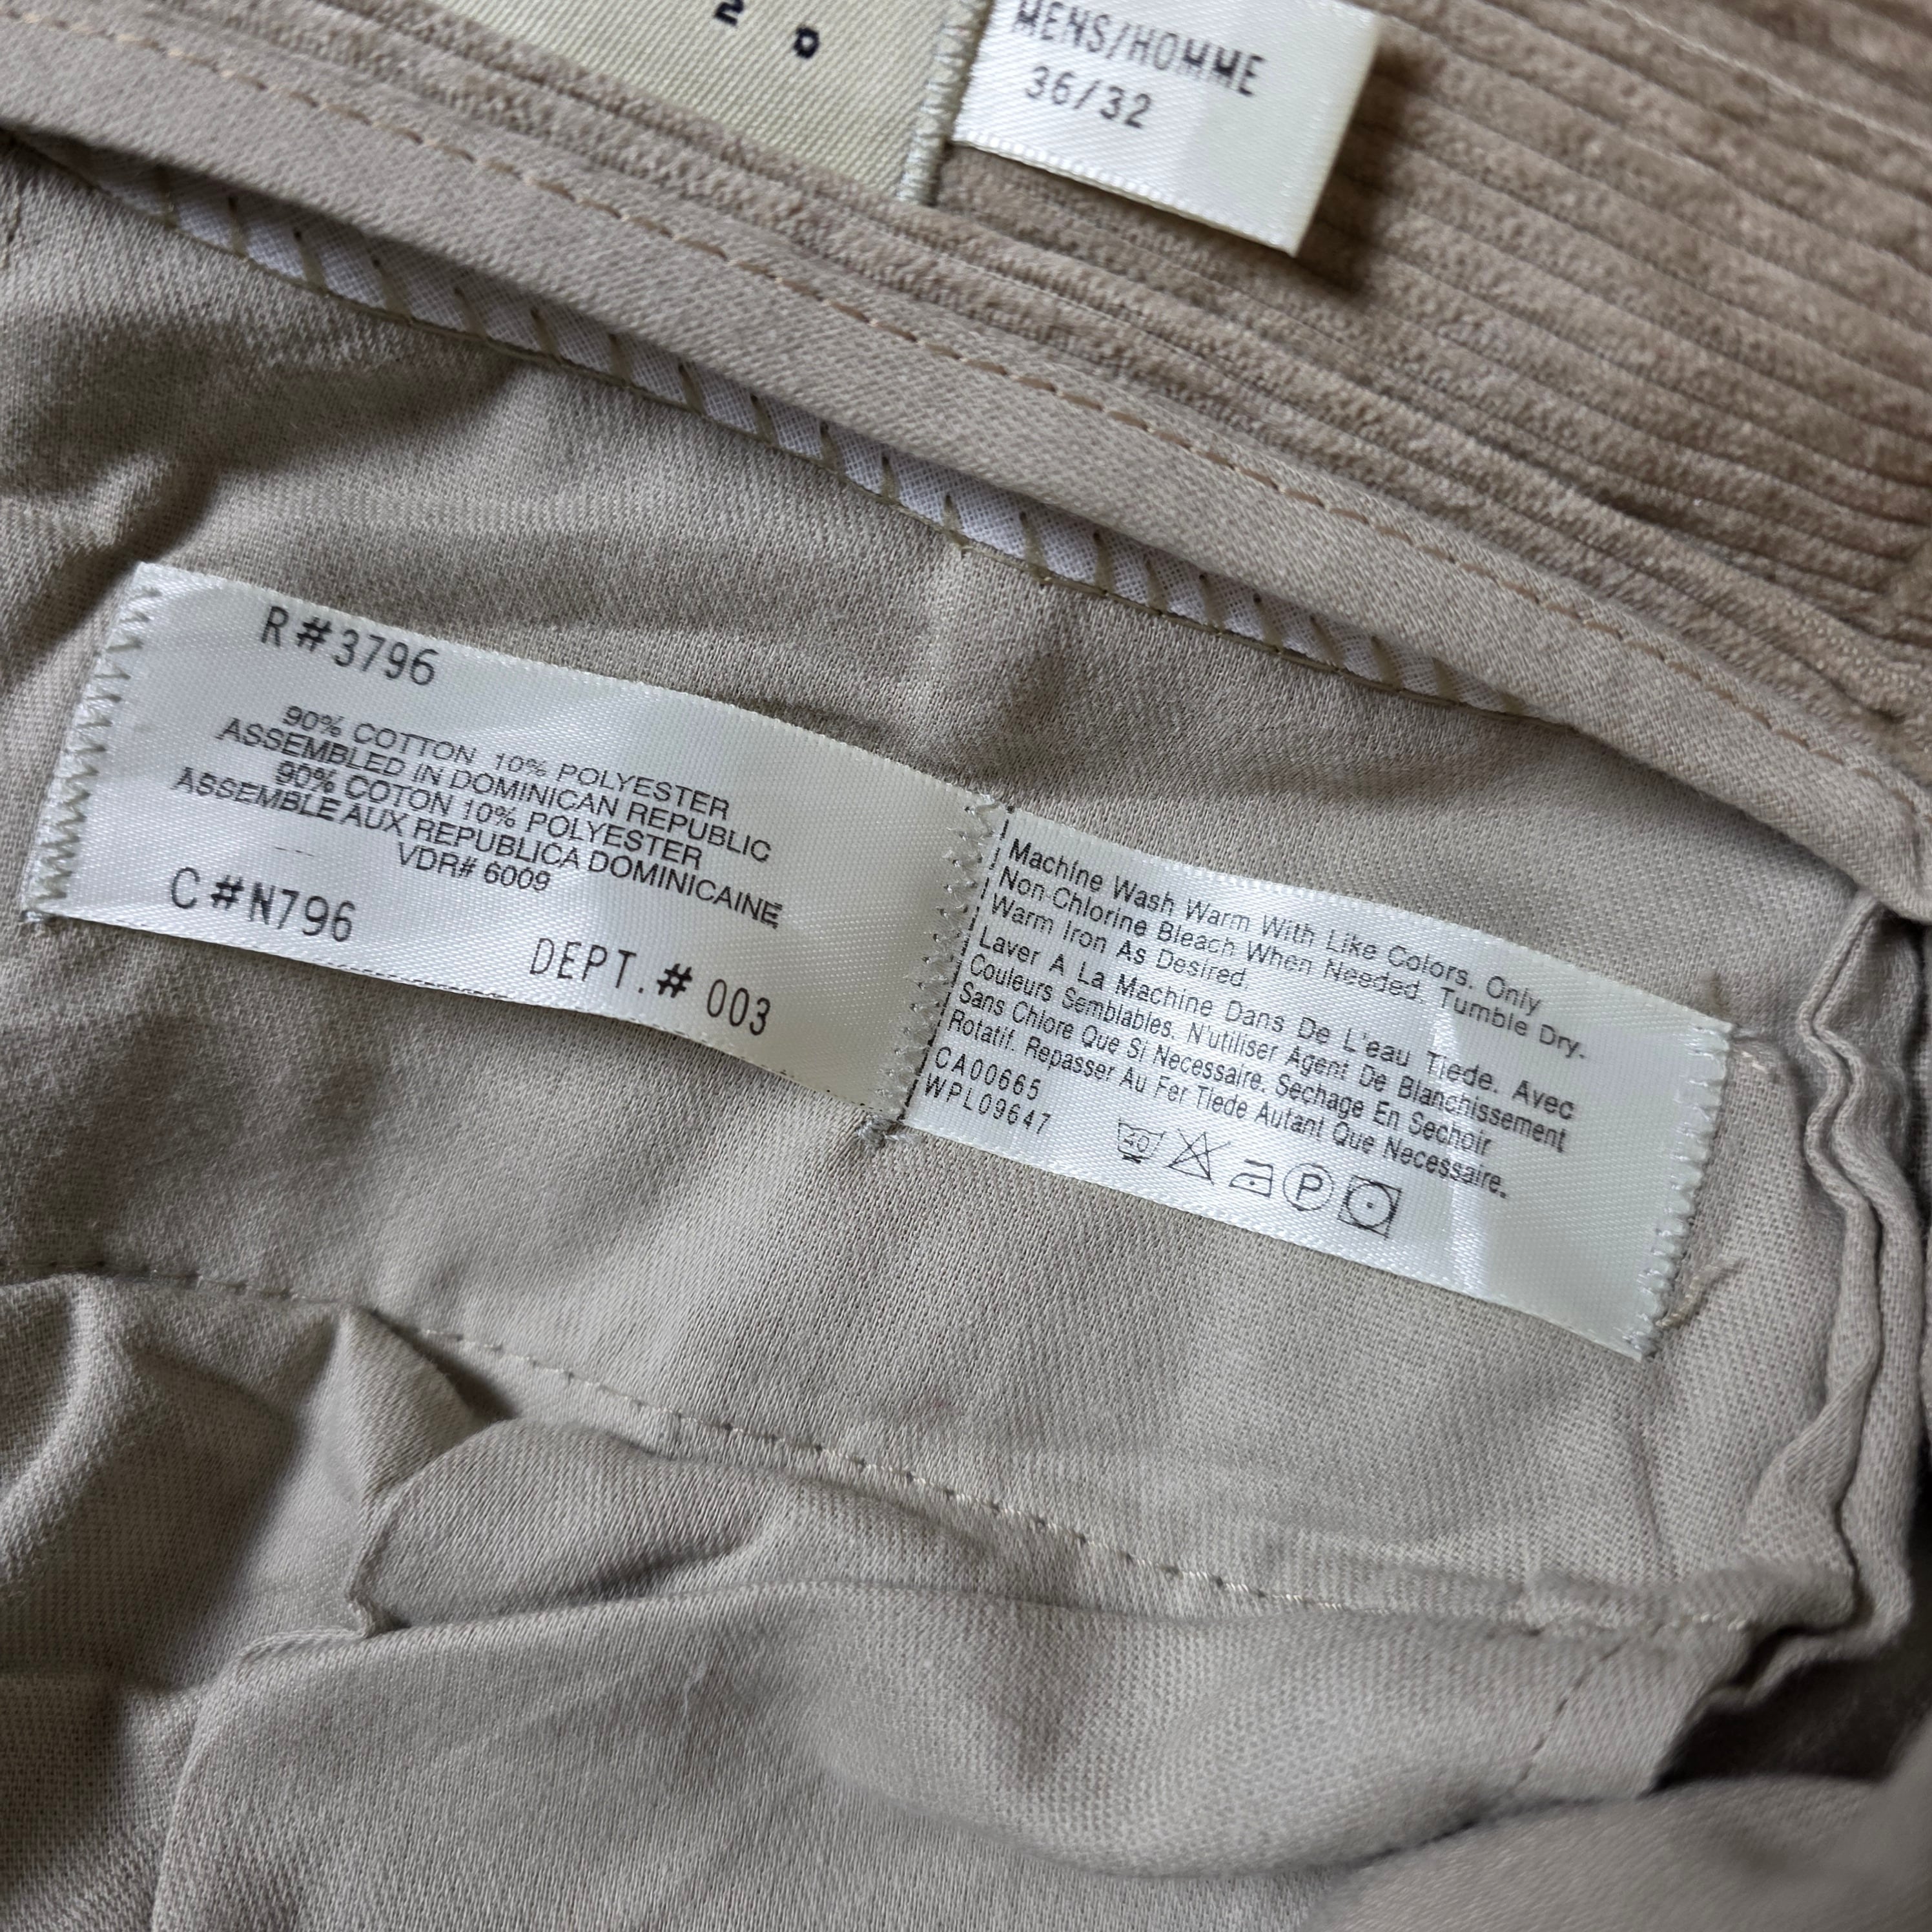 MENS/HOMME
36/32
R#3796
90% COTTON 10% POLYESTER
ASSEMBLED IN DOMINICAN REPUBLIC
90% COTON 10% POLYESTER
ASSEMBLE AUX REPUBLICA DOMINICAINE
VDR# 6009
C#N796
DEPT.# 003
Machine Wash Warm With Like Colors. Only
Non-Chlorine Bleach When Needed. Tumble Dry.
Warm Iron As Desired.
Laver A La Machine Dans De L'eau Tiede. Avec
Couleurs Semblables. N'utiliser Agent De Blanchissement
Sans Chlore Que Si Necessaire. Sechage En Sechoir
Rotatif. Repasser Au Fer Tiede Autant Que Necessaire.
CA00665
WPL09647
40 P